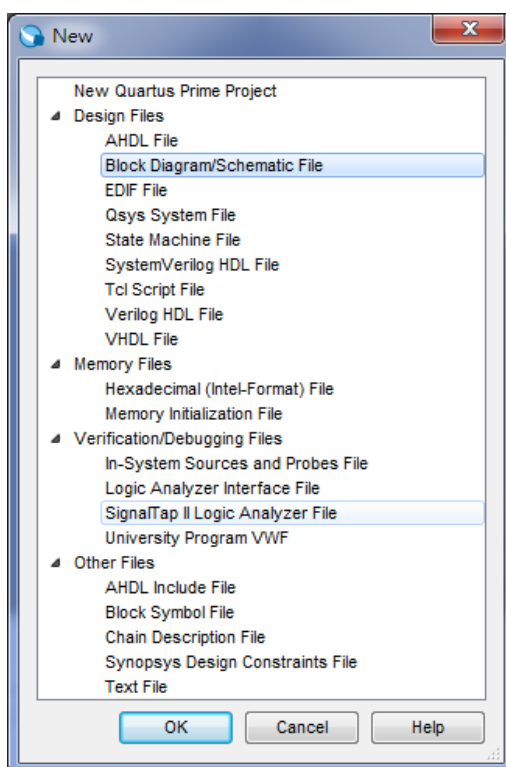 New
New Quartus Prime Project
Design Files
AHDL File
Block Diagram/Schematic File
EDIF File
Qsys System File
State Machine File
SystemVerilog HDL File
Tcl Script File
Verilog HDL File
VHDL File
Memory Files
Hexadecimal (Intel-Format) File
Memory Initialization File
Verification/Debugging Files
In-System Sources and Probes File
Logic Analyzer Interface File
SignalTap II Logic Analyzer File
University Program VWF
Other Files
AHDL Include File
Block Symbol File
Chain Description File
Synopsys Design Constraints File
Text File
OK Cancel Help